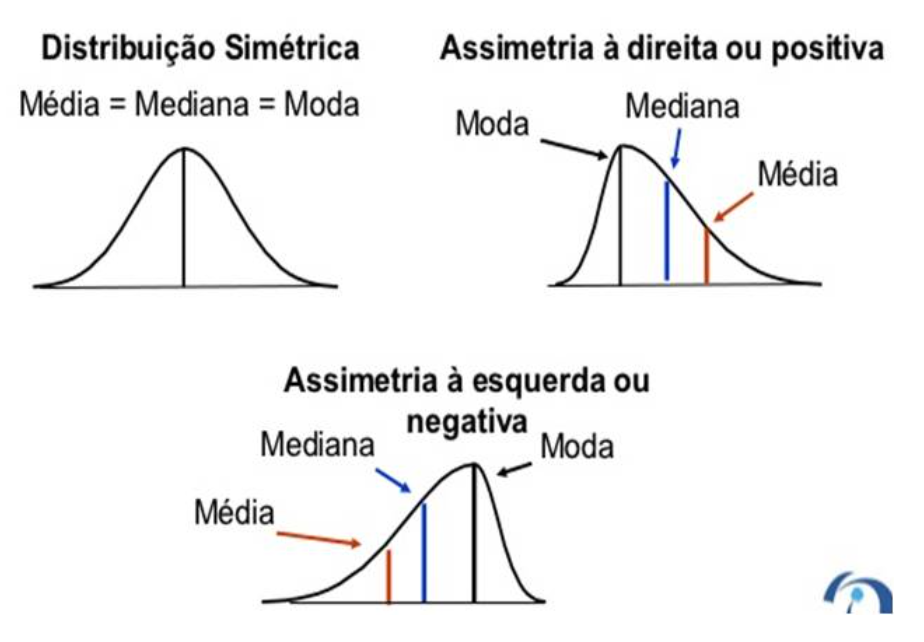 Distribuição Simétrica
Média = Mediana = Moda
Assimetria à direita ou positiva
Moda
Mediana
Média
Assimetria à esquerda ou
negativa
Mediana
Moda
Média